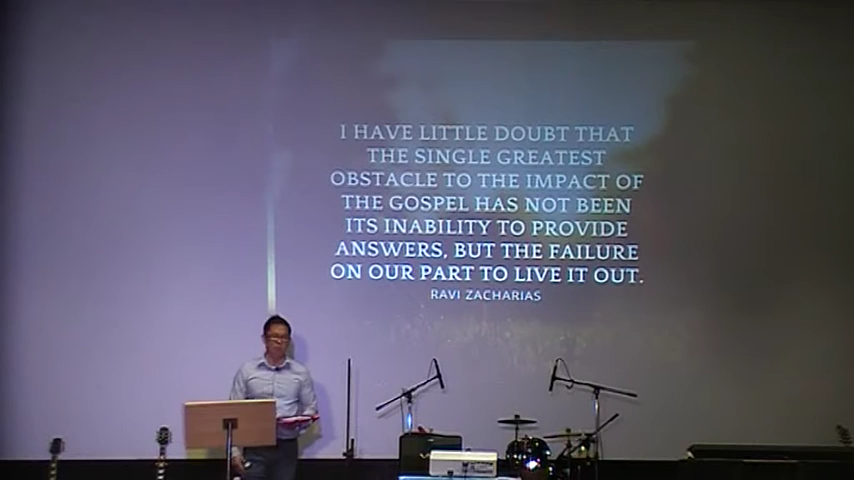 I HAVE LITTLE DOUBT THAT
THE SINGLE GREATEST
OBSTACLE TO THE IMPACT OF
THE GOSPEL HAS NOT BEEN
ITS INABILITY TO PROVIDE
ANSWERS, BUT THE FAILURE
ON OUR PART TO LIVE IT OUT.
RAVI ZACHARIAS